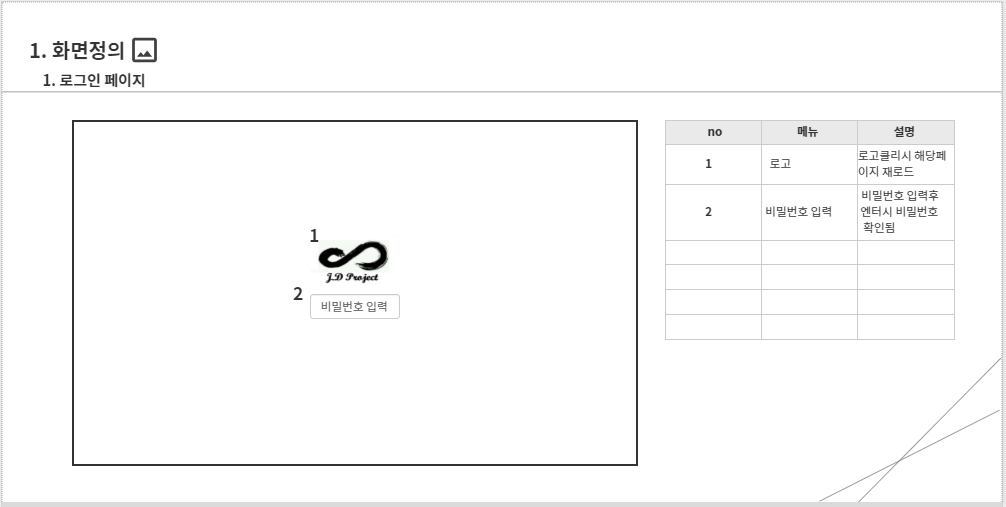 1. 화면정의
1. 로그인 페이지
1
J.D Project
2
비밀번호 입력
no 메뉴 설명
1 로고 로고클리시 해당페
이지 재로드
2 비밀번호 입력 비밀번호 입력후
엔터시 비밀번호
확인됨